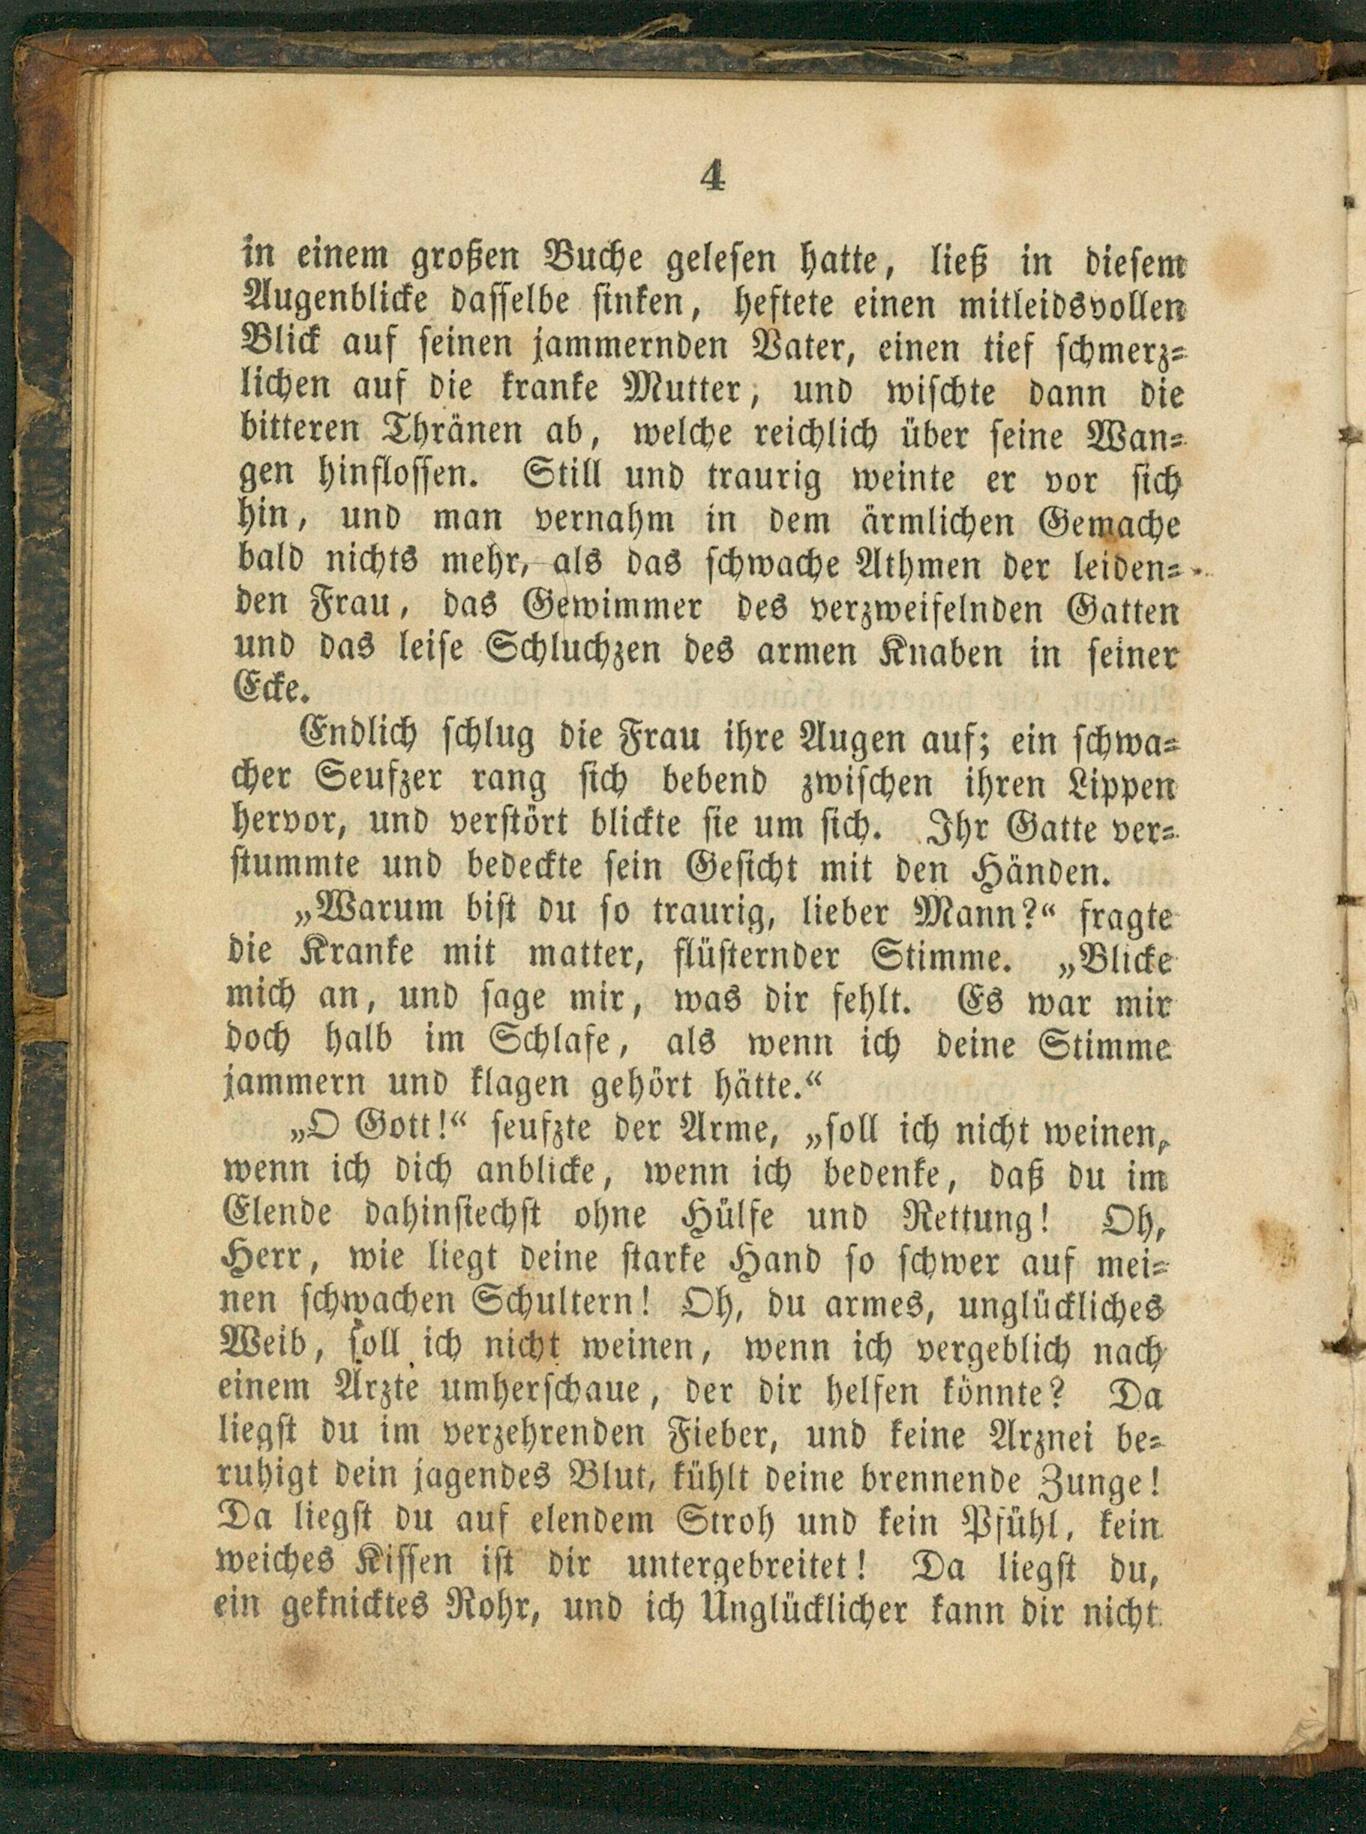 4
in einem großen Buche gelesen hatte, ließ in diesem
Augenblicke dasselbe sinken, heftete einen mitleidsvollen
Blick auf seinen jammernden Vater, einen tief schmerz-
lichen auf die kranke Mutter, und wischte dann die
bitteren Thränen ab, welche reichlich über seine Wan-
gen hinflossen. Still und traurig weinte er vor sich
hin, und man vernahm in dem ärmlichen Gemache
bald nichts mehr, als das schwache Athmen der leiden-
den Frau, das Gewimmer des verzweifelnden Gatten
und das leise Schluchzen des armen Knaben in seiner
Ecke.
Endlich schlug die Frau ihre Augen auf; ein schwa-
cher Seufzer rang sich bebend zwischen ihren Lippen
hervor, und verstört blickte sie um sich. Ihr Gatte ver-
stummte und bedeckte sein Gesicht mit den Händen.
„Warum bist du so traurig, lieber Mann?“ fragte
die Kranke mit matter, flüsternder Stimme. „Blicke
mich an, und sage mir, was dir fehlt. Es war mir
doch halb im Schlafe, als wenn ich deine Stimme
jammern und klagen gehört hätte.“
„O Gott!“ seufzte der Arme, „soll ich nicht weinen,
wenn ich dich anblicke, wenn ich bedenke, daß du im
Elende dahinsiechst ohne Hülfe und Rettung! Oh,
Herr, wie liegt deine starke Hand so schwer auf mei-
nen schwachen Schultern! Oh, du armes, unglückliches
Weib, soll ich nicht weinen, wenn ich vergeblich nach
einem Arzte umherschaue, der dir helfen könnte? Da
liegst du im verzehrenden Fieber, und keine Arznei be-
ruhigt dein jagendes Blut, kühlt deine brennende Zunge!
Da liegst du auf elendem Stroh und kein Pfühl, kein
weiches Kissen ist dir untergebreitet! Da liegst du,
ein geknicktes Rohr, und ich Unglücklicher kann dir nicht